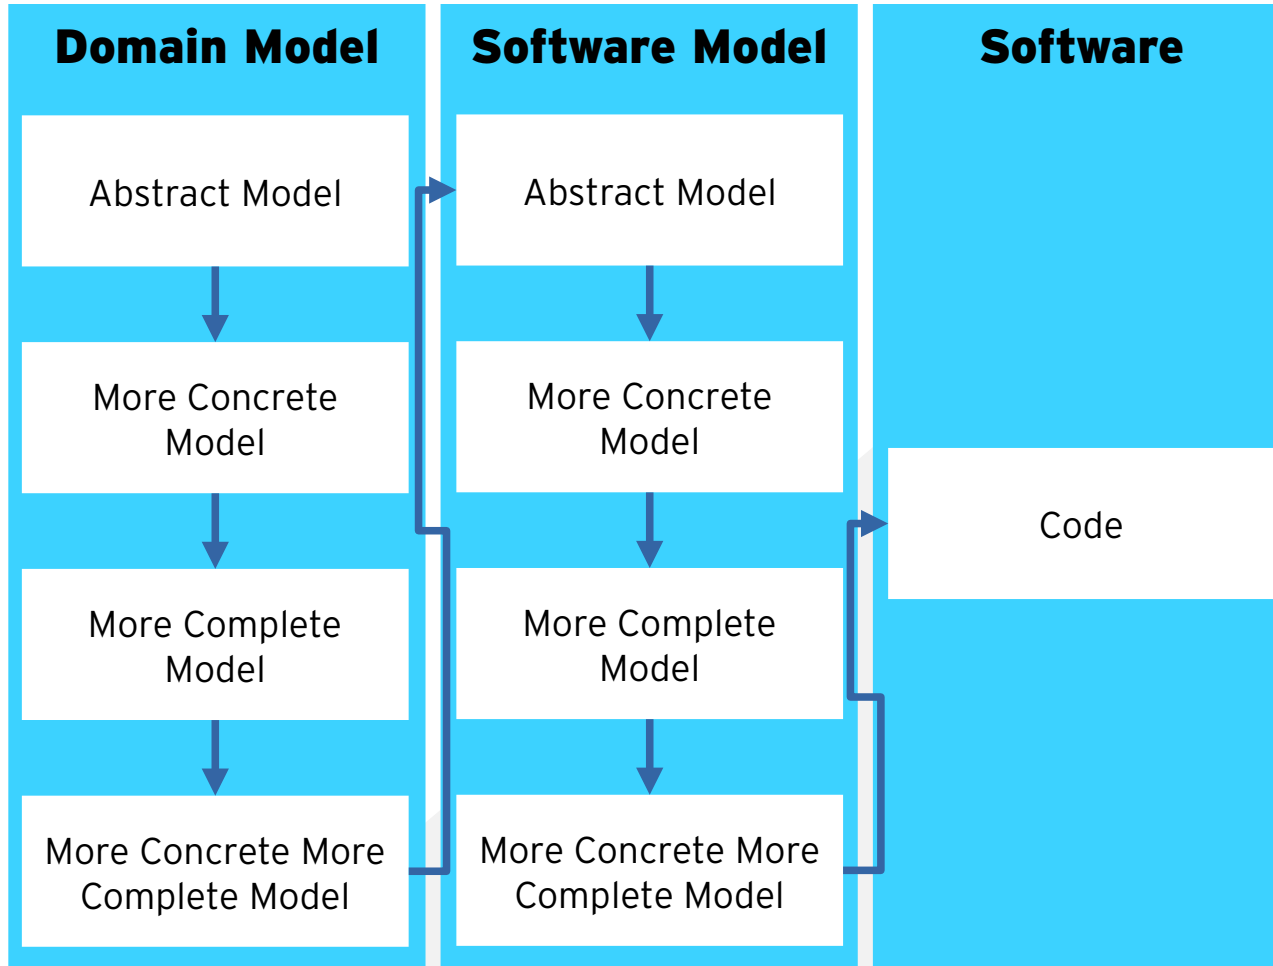 Domain Model
Abstract Model
More Concrete
Model
More Complete
Model
More Concrete More
Complete Model
Software Model
Abstract Model
More Concrete
Model
More Complete
Model
More Concrete More
Complete Model
Software
Code